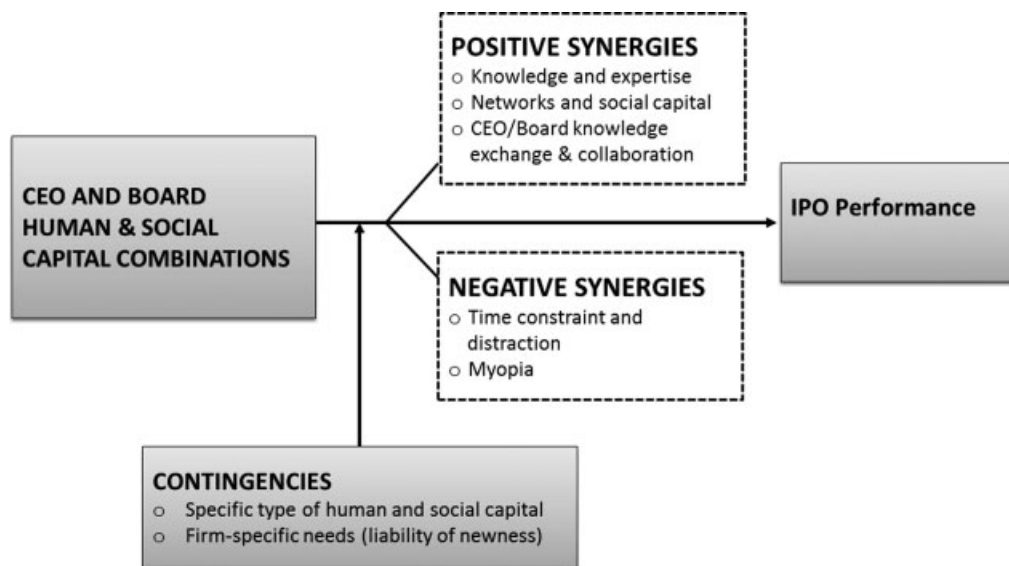 POSITIVE SYNERGIES
o Knowledge and expertise
o Networks and social capital
o CEO/Board knowledge
exchange & collaboration
CEO AND BOARD
HUMAN & SOCIAL
CAPITAL COMBINATIONS
IPO Performance
NEGATIVE SYNERGIES
o Time constraint and
distraction
o Myopia
CONTINGENCIES
o Specific type of human and social capital
o Firm-specific needs (liability of newness)